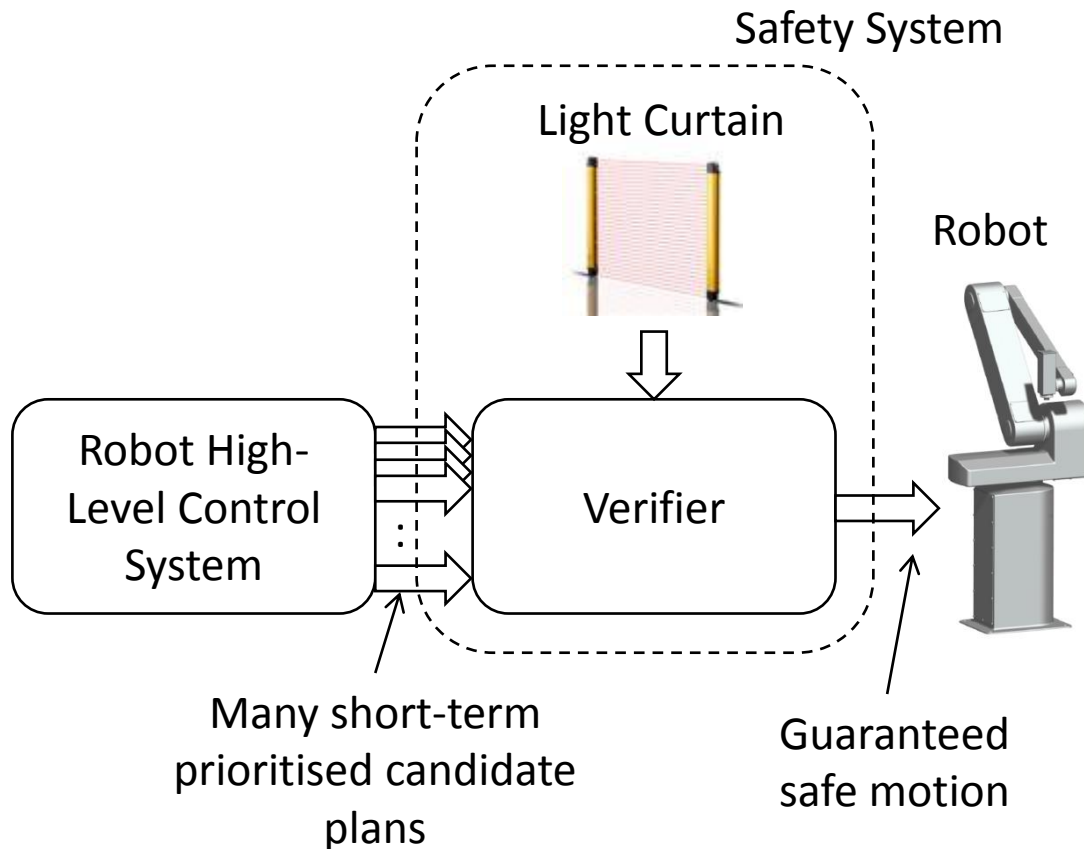 Safety System
Light Curtain
Robot
Robot High-
Level Control
System
:
Verifier
Many short-term
prioritised candidate
plans
Guaranteed
safe motion